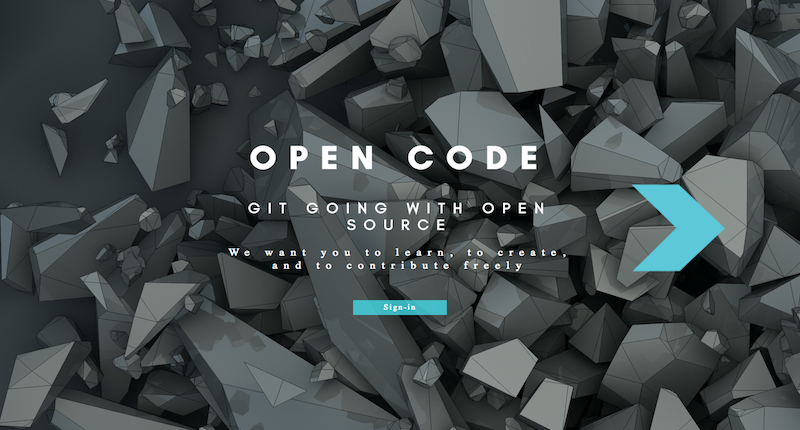 OPEN CODE
GIT GOING WITH OPEN
SOURCE
We want you to learn, to create,
and to contribute freely
Sign-in